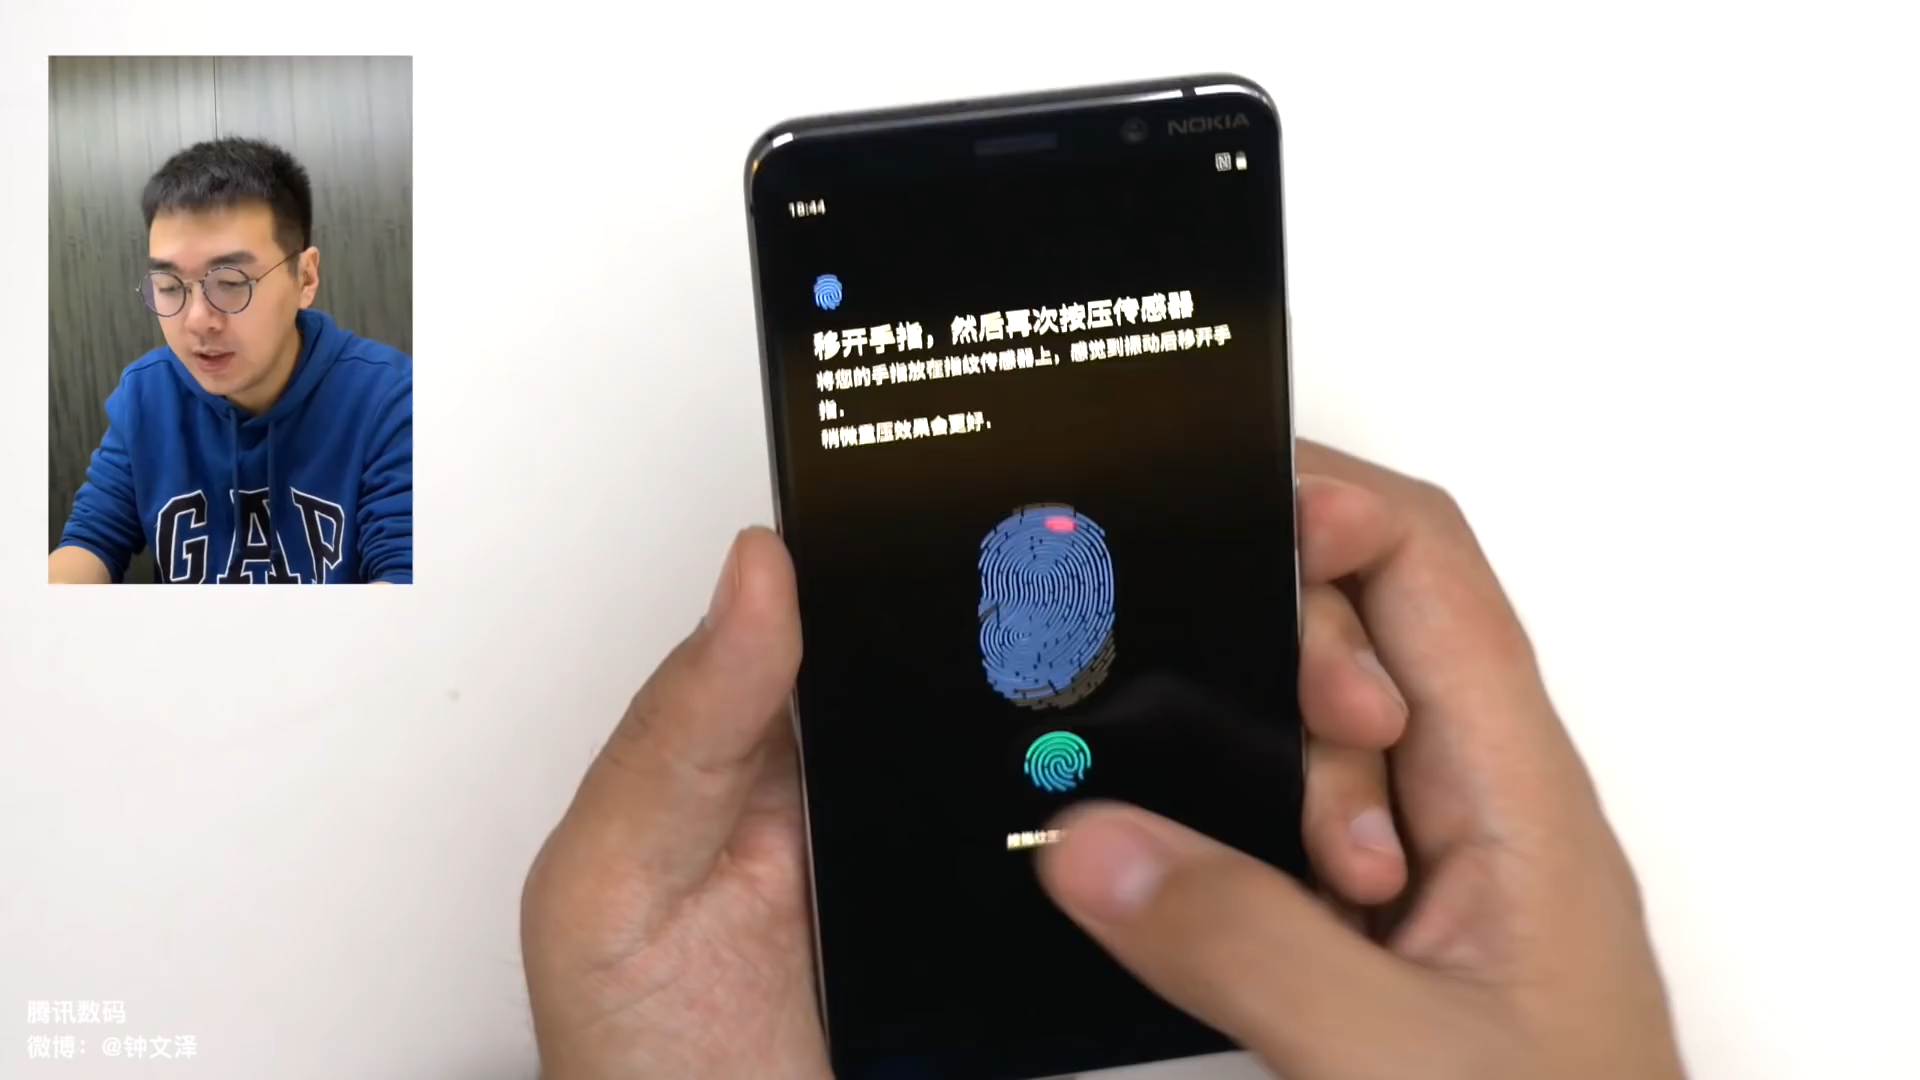 NOKIA
18:44
移开手指，然后再次按压传感器
将您的手指放在指纹传感器上，感觉到振动后移开手
指。
稍微重压效果会更好。
GAP
腾讯数码
微博：@钟文泽